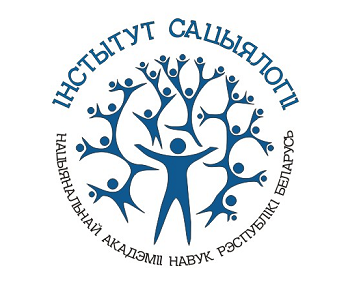 ІНСТЫТУТ САЦЫЯЛОГІІ
НАЦЫЯНАЛЬНАЙ АКАДЭМІІ НАВУК РЭСПУБЛІКІ БЕЛАРУСЬ